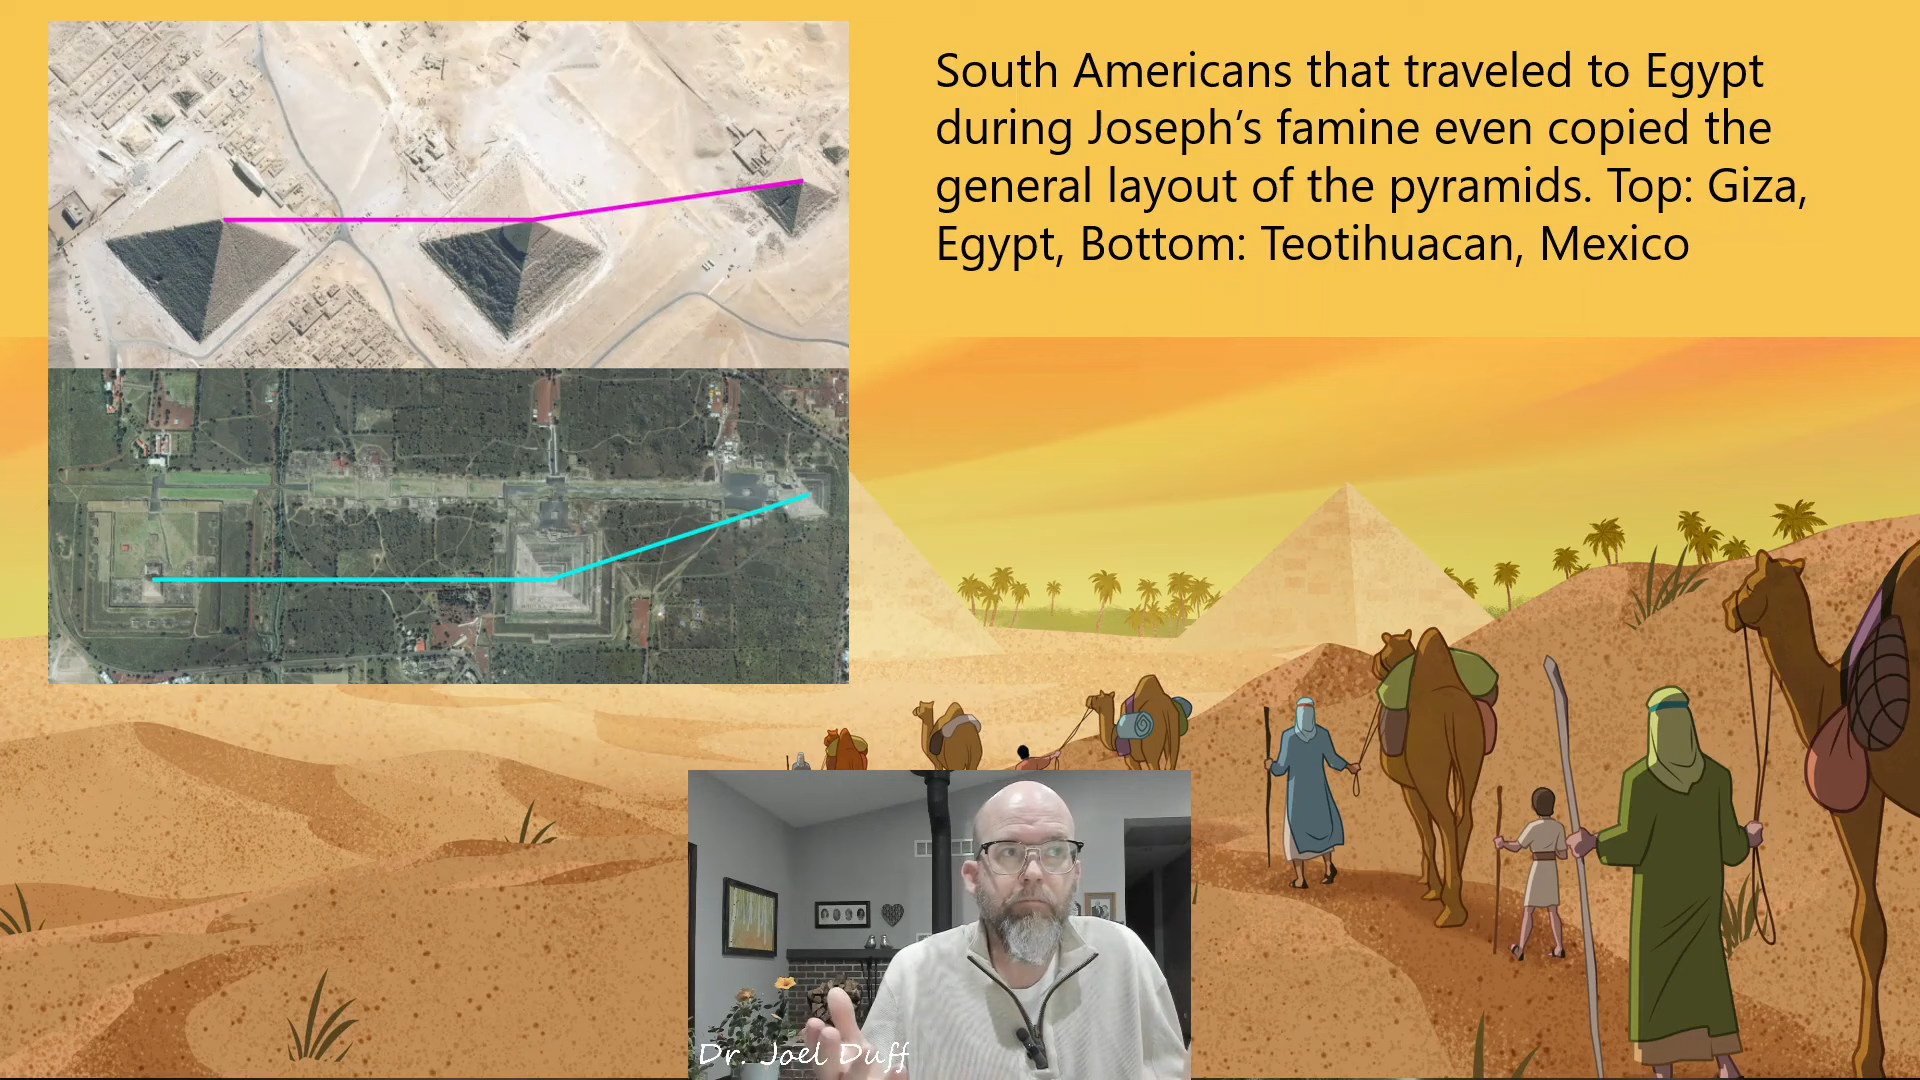 South Americans that traveled to Egypt
during Joseph’s famine even copied the
general layout of the pyramids. Top: Giza,
Egypt, Bottom: Teotihuacan, Mexico
Dr. Joel Duff